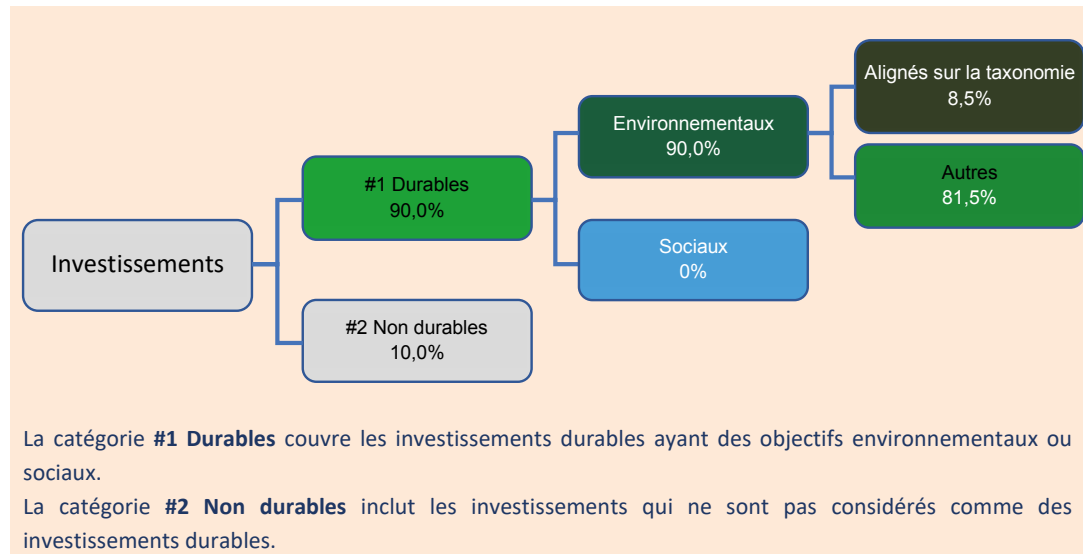 Alignés sur la taxonomie
8,5%
Environnementaux
90,0%
Autres
81,5%
#1 Durables
90,0%
Sociaux
0%
Investissements
#2 Non durables
10,0%
La catégorie #1 Durables couvre les investissements durables ayant des objectifs environnementaux ou
sociaux.
La catégorie #2 Non durables inclut les investissements qui ne sont pas considérés comme des
investissements durables.